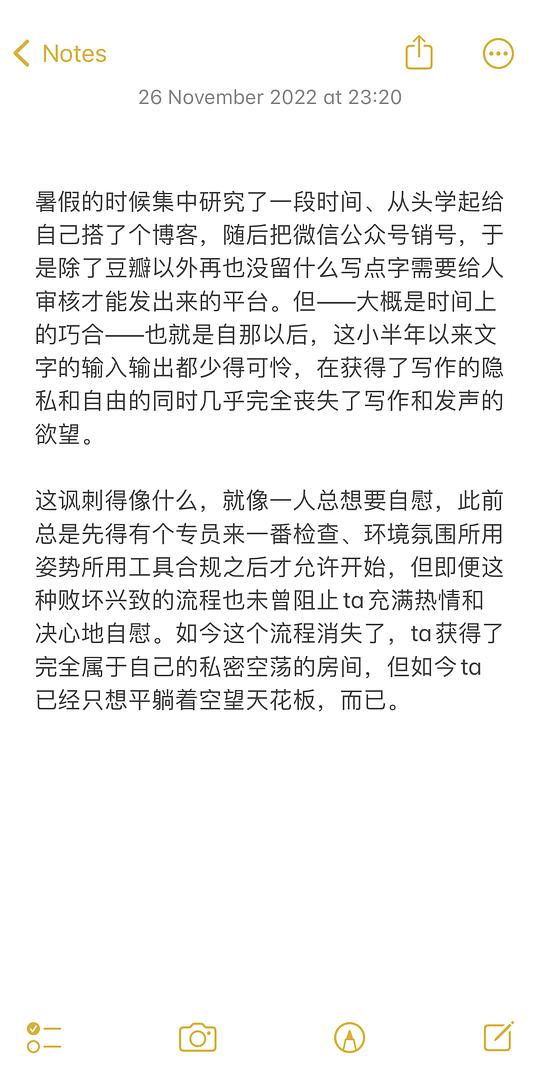 Notes
26 November 2022 at 23:20
暑假的时候集中研究了一段时间、从头学起给
自己搭了个博客，随后把微信公众号销号，于
是除了豆瓣以外再也没留什么写点字需要给人
审核才能发出来的平台。但——大概是时间上
的巧合——也就是自那以后，这小半年以来文
字的输入输出都少得可怜，在获得了写作的隐
私和自由的同时几乎完全丧失了写作和发声的
欲望。
这讽刺得像什么，就像一人总想要自慰，此前
总是先得有个专员来一番检查、环境氛围所用
姿势所用工具合规之后才允许开始，但即便这
种败坏兴致的流程也未曾阻止ta充满热情和
决心地自慰。如今这个流程消失了，ta获得了
完全属于自己的私密空荡的房间，但如今ta
已经只想平躺着空望天花板，而已。